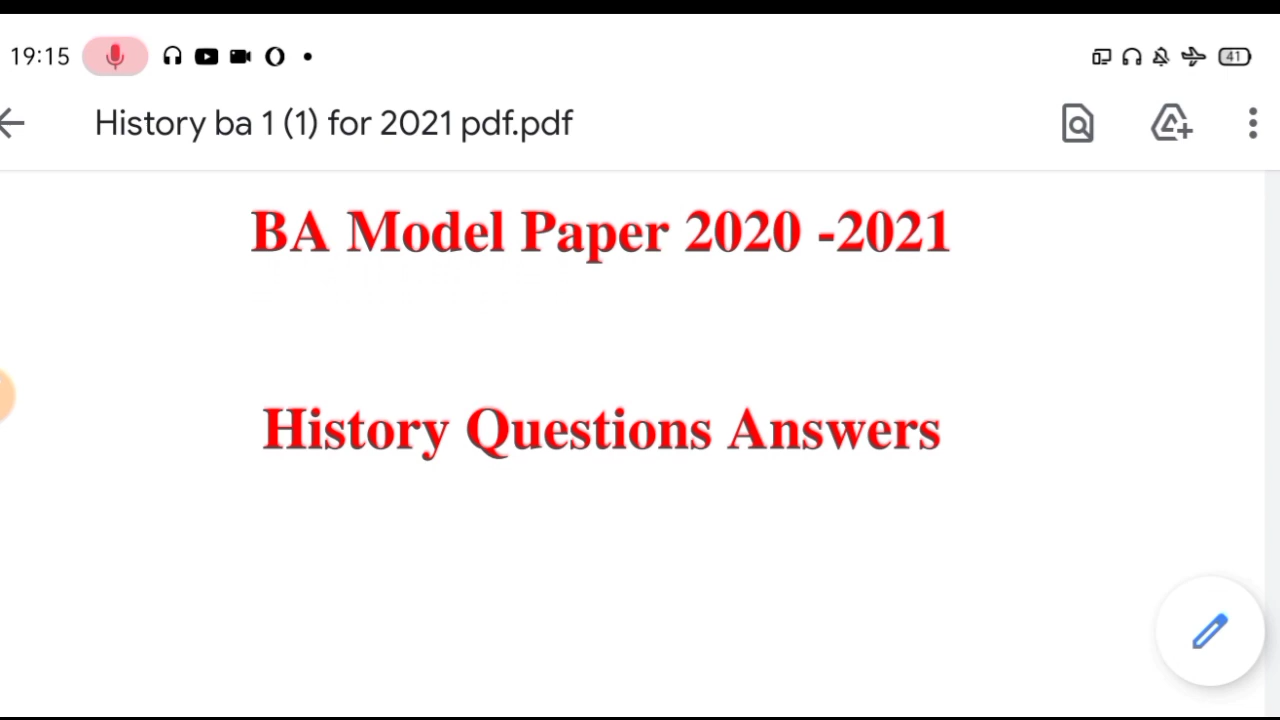 19:15
41
History ba 1 (1) for 2021 pdf.pdf
BA Model Paper 2020 -2021
History Questions Answers